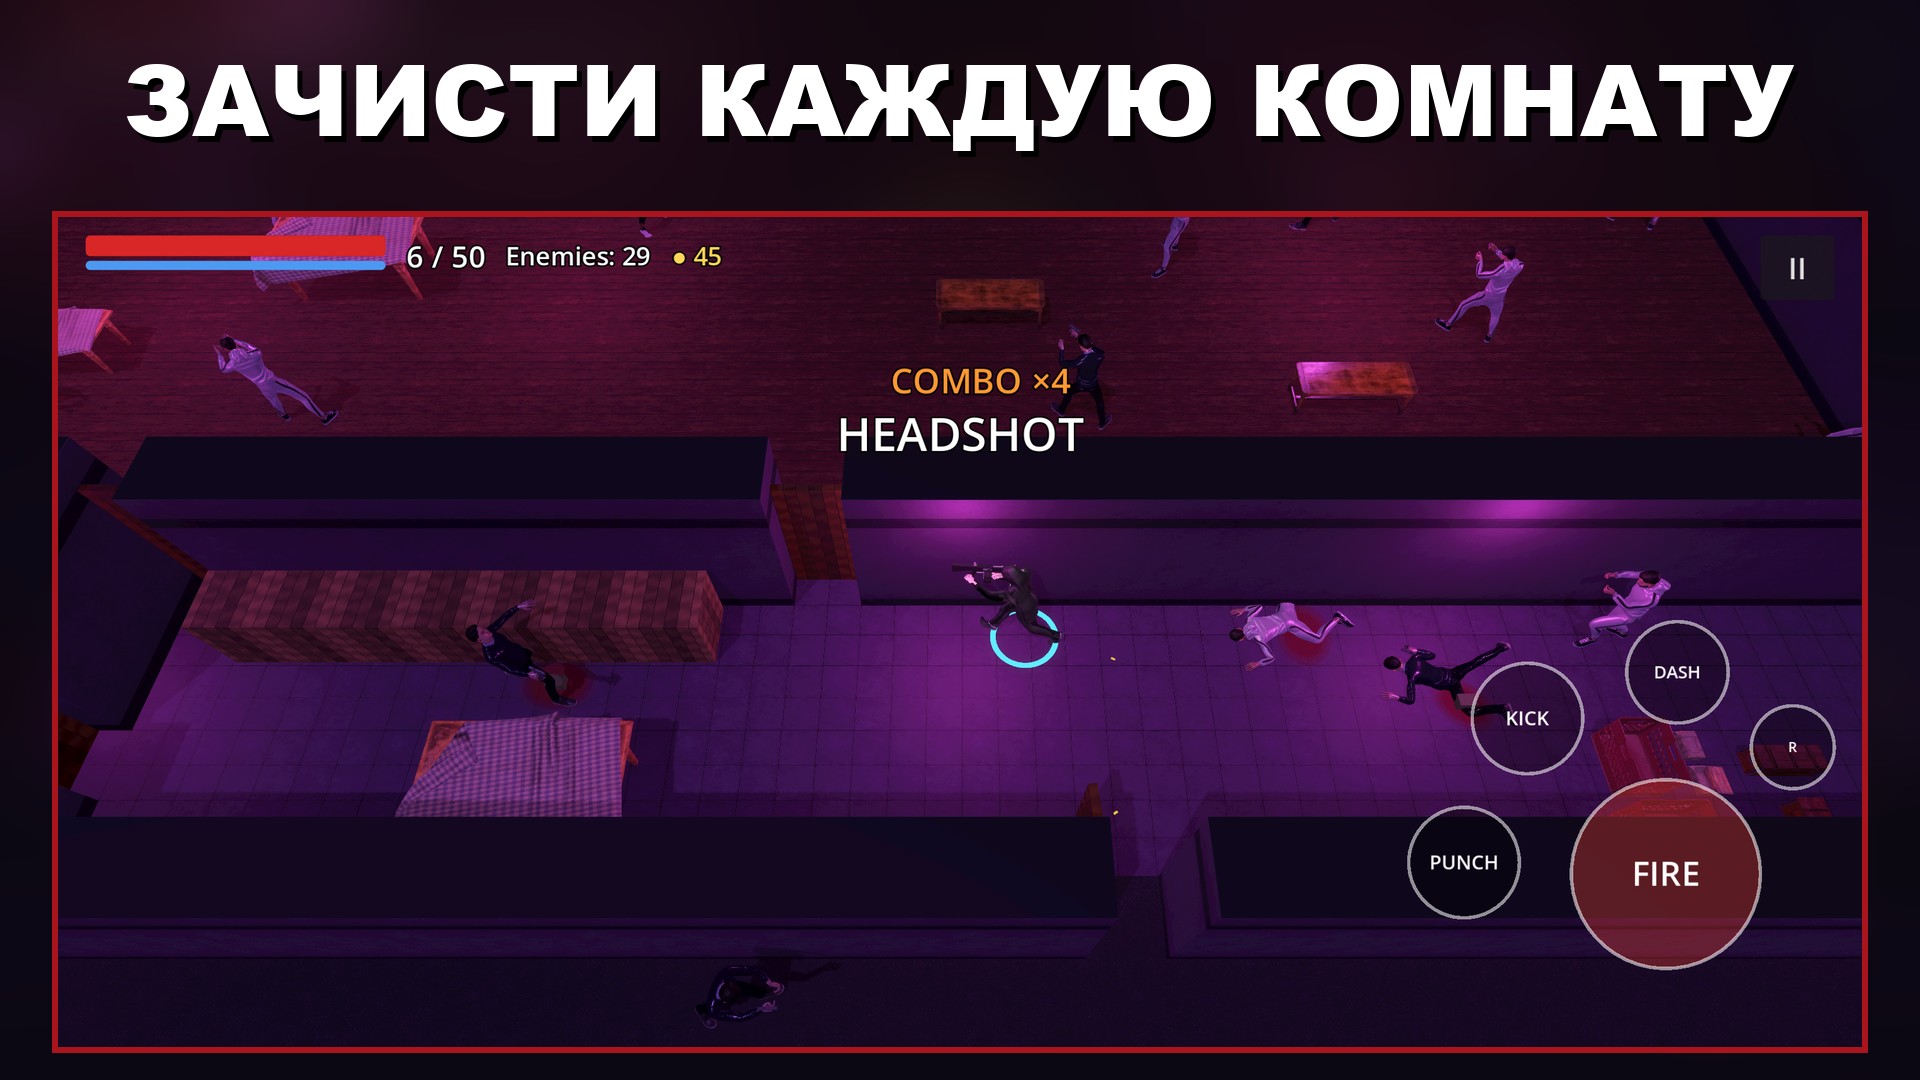 ЗАЧИСТИ КАЖДУЮ КОМНАТУ
6 / 50 Enemies: 29 45
COMBO ×4
HEADSHOT
DASH
KICK
R
PUNCH
FIRE